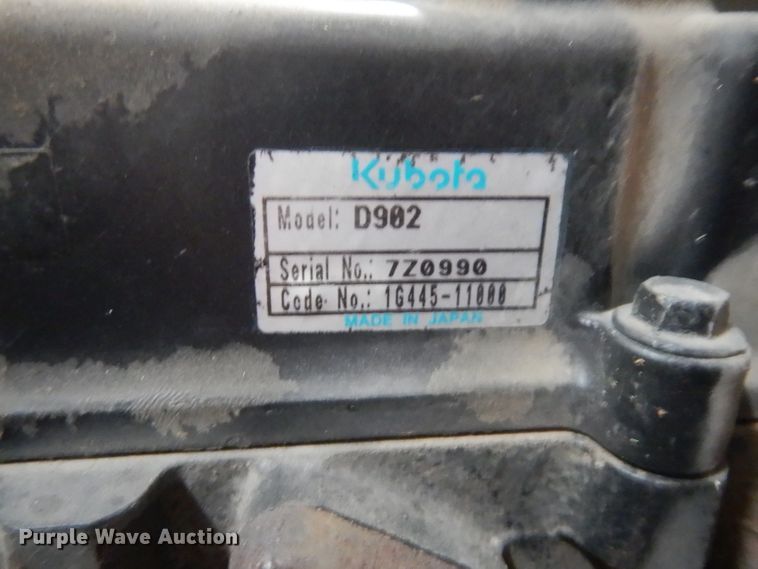 Kubota
Model: D902
Serial No.: 7Z0990
Code No.: 1G445-11000
MADE IN JAPAN
Purple Wave Auction